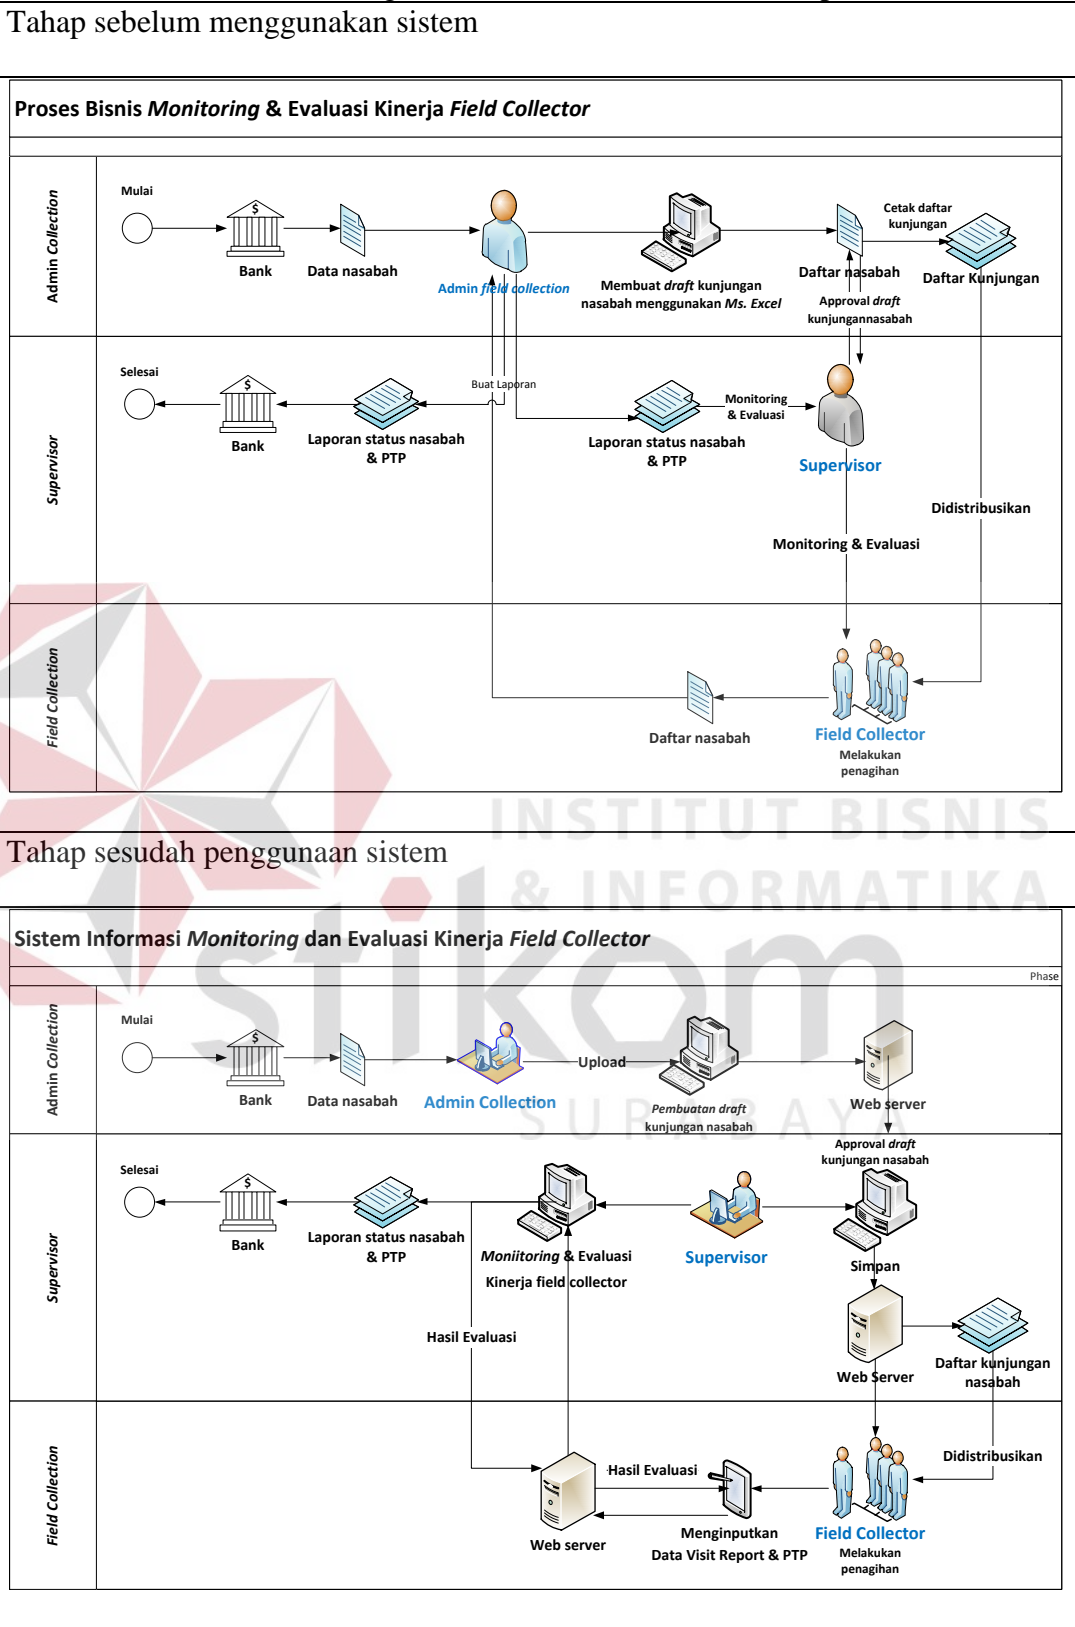 Tahap sebelum menggunakan sistem
Proses Bisnis Monitoring & Evaluasi Kinerja Field Collector
Admin Collection
Mulai
Bank
Data nasabah
Admin field collection
Membuat draft kunjungan
nasabah menggunakan Ms. Excel
Daftar nasabah
Cetak daftar
kunjungan
Daftar Kunjungan
Approval draft
kunjungannasabah
Supervisor
Selesai
Bank
Laporan status nasabah
& PTP
Buat Laporan
Laporan status nasabah
& PTP
Monitoring
& Evaluasi
Supervisor
Didistribusikan
Monitoring & Evaluasi
Field Collection
Daftar nasabah
Field Collector
Melakukan
penagihan
INSTITUT BISNIS
& INFORMATIKA
stikom
SURABAYA
Tahap sesudah penggunaan sistem
Sistem Informasi Monitoring dan Evaluasi Kinerja Field Collector
Phase
Admin Collection
Mulai
Bank
Data nasabah
Admin Collection
Upload
Pembuatan draft
kunjungan nasabah
Web server
Supervisor
Selesai
Bank
Laporan status nasabah
& PTP
Moniitoring & Evaluasi
Kinerja field collector
Supervisor
Approval draft
kunjungan nasabah
Simpan
Hasil Evaluasi
Web Server
Daftar kunjungan
nasabah
Field Collection
Web server
Hasil Evaluasi
Menginputkan
Data Visit Report & PTP
Field Collector
Melakukan
penagihan
Didistribusikan